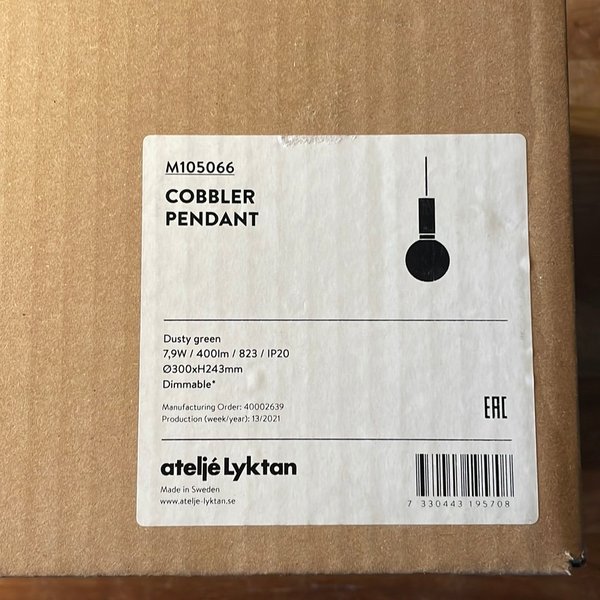 M105066
COBBLER
PENDANT
Dusty green
7,9W / 400lm / 823 / IP20
Ø300xH243mm
Dimmable*
Manufacturing Order: 40002639
Production (week/year): 13/2021
EAC
ateljé Lyktan
Made in Sweden
www.atelje-lyktan.se
7 330443 195708